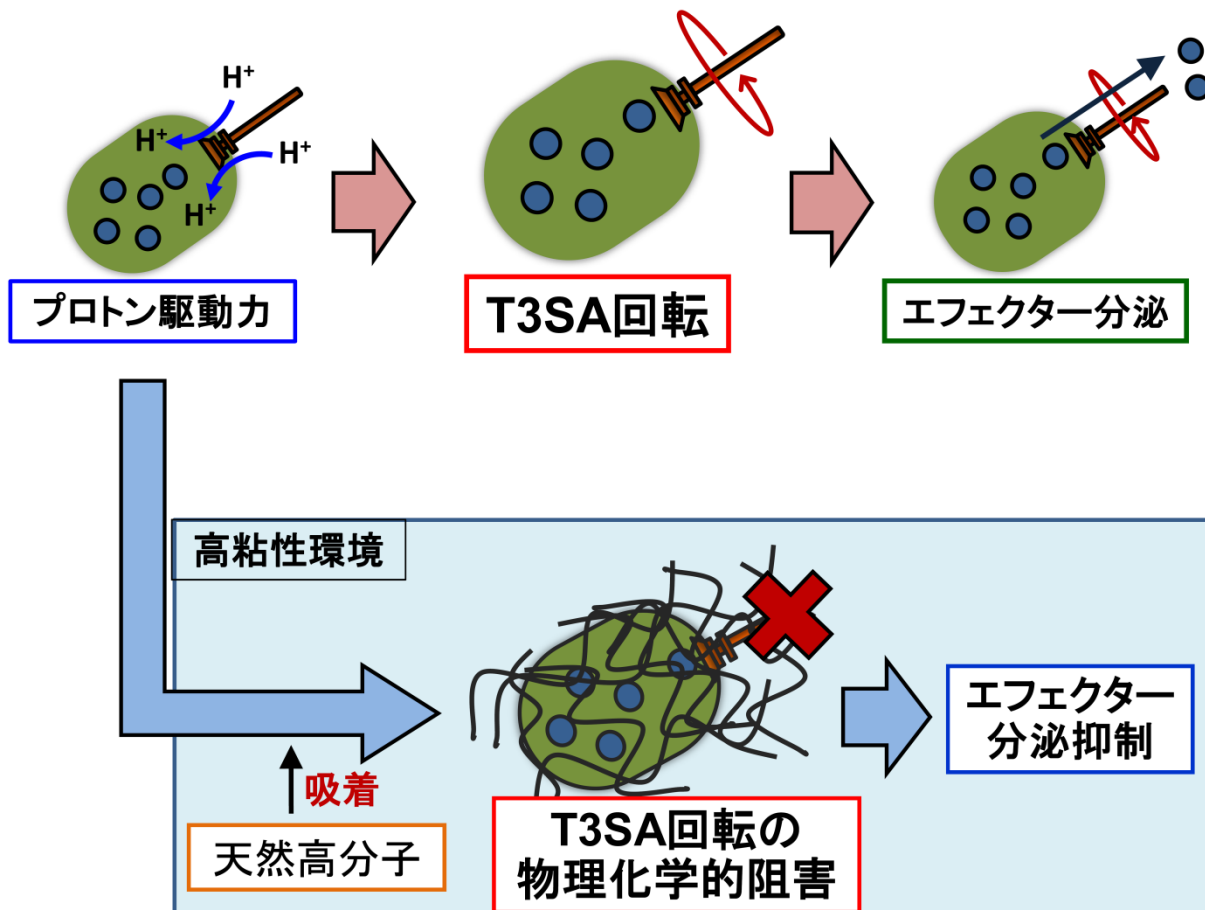 H⁺
H⁺
H⁺
H⁺
プロトン駆動力
T3SA回転
エフェクター分泌
高粘性環境
吸着
天然高分子
T3SA回転の
物理化学的阻害
エフェクター
分泌抑制